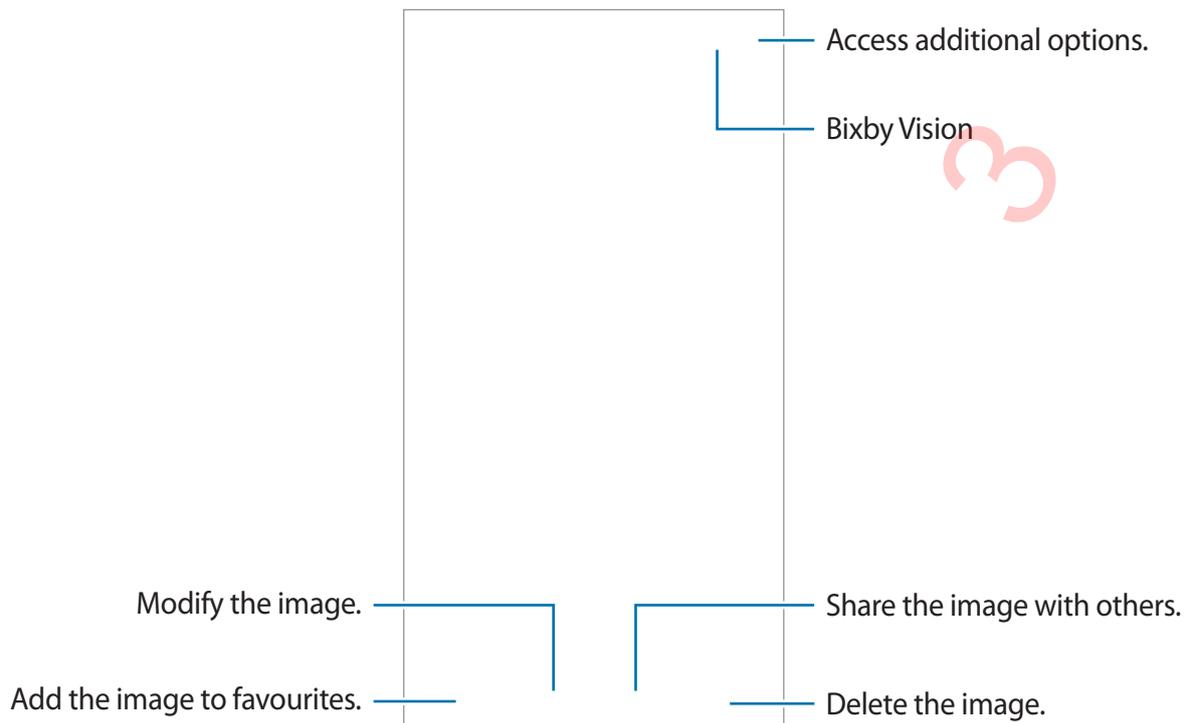 Access additional options.
Bixby Vision
3
Modify the image.
Share the image with others.
Add the image to favourites.
Delete the image.